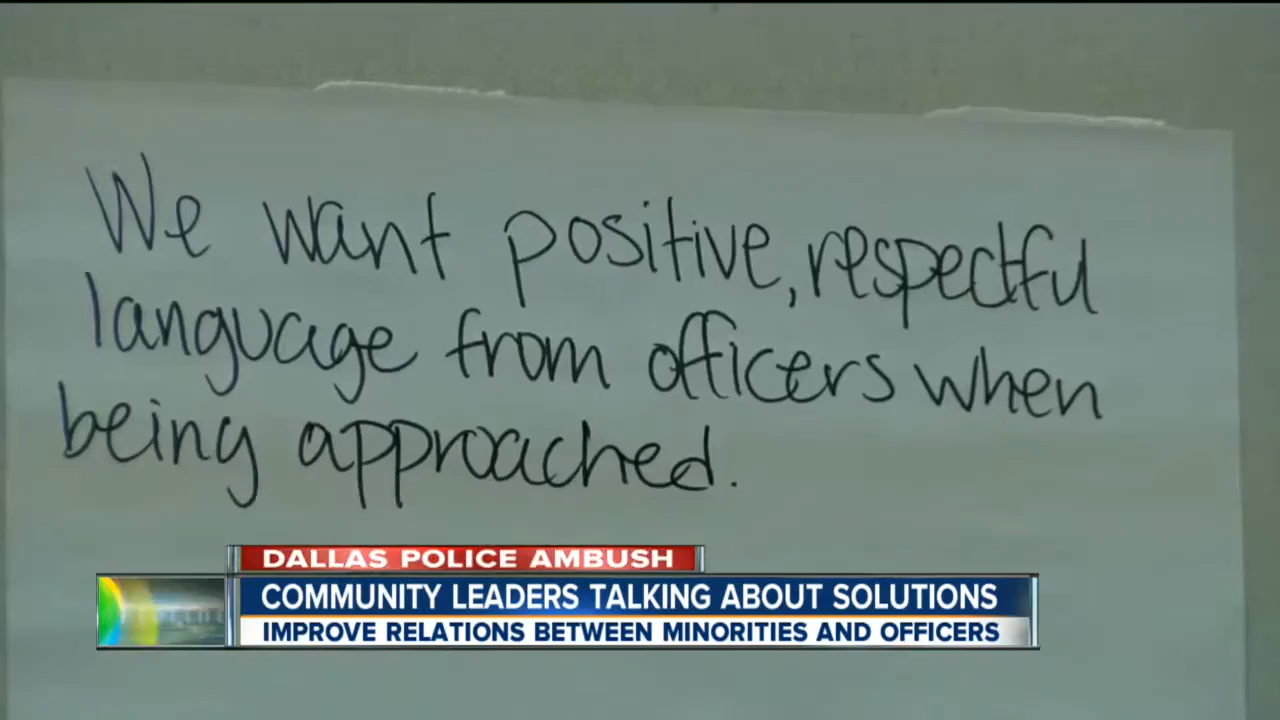 We want positive, respectful
language from officers when
being approached.
DALLAS POLICE AMBUSH
COMMUNITY LEADERS TALKING ABOUT SOLUTIONS
IMPROVE RELATIONS BETWEEN MINORITIES AND OFFICERS